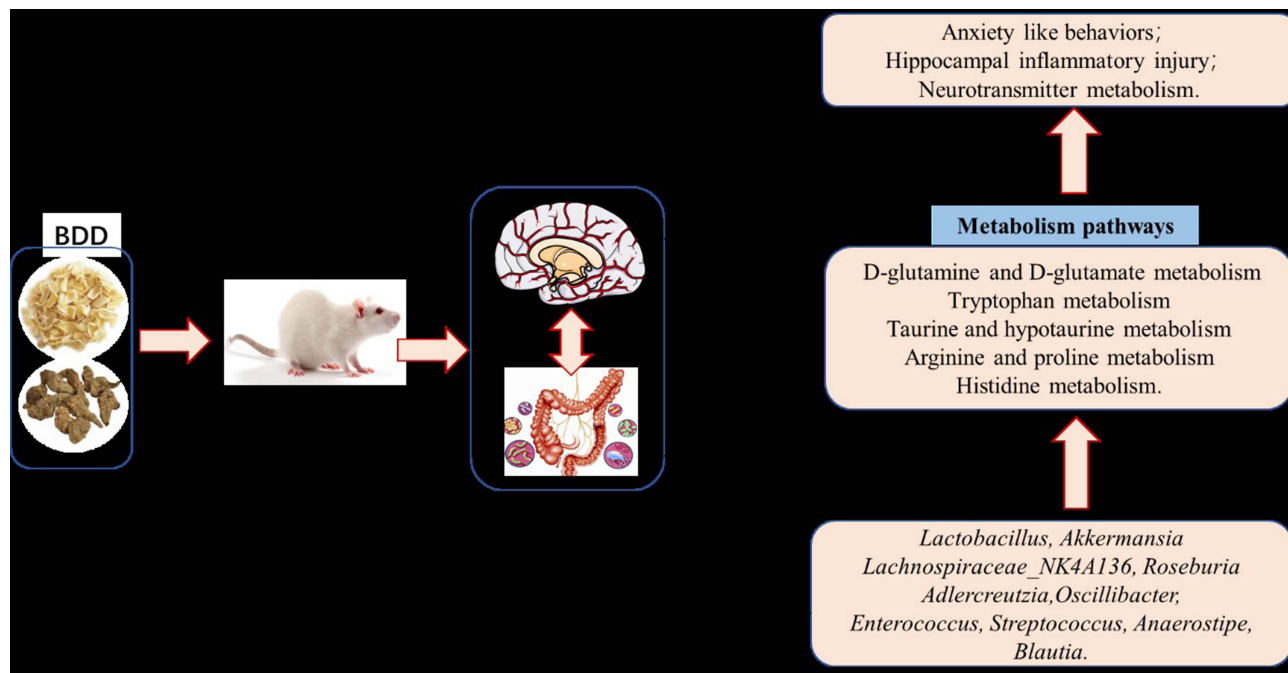 BDD
Anxiety like behaviors;
Hippocampal inflammatory injury;
Neurotransmitter metabolism.
Metabolism pathways
D-glutamine and D-glutamate metabolism
Tryptophan metabolism
Taurine and hypotaurine metabolism
Arginine and proline metabolism
Histidine metabolism.
Lactobacillus, Akkermansia
Lachnospiraceae_NK4A136, Roseburia
Adlercreutzia,Oscillibacter,
Enterococcus, Streptococcus, Anaerostipe,
Blautia.